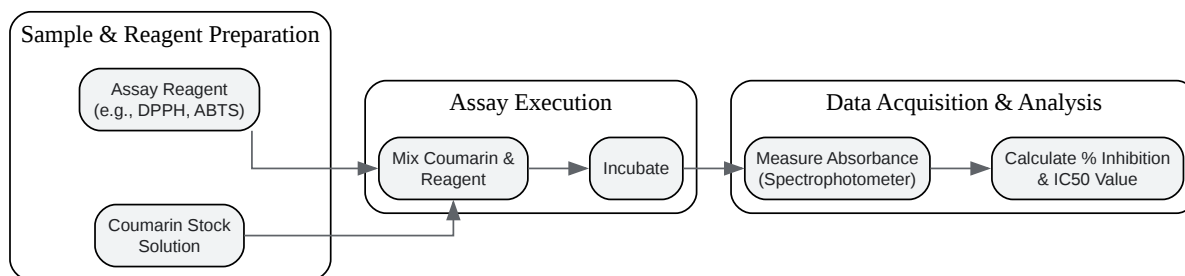 Sample & Reagent Preparation
Assay Reagent
(e.g., DPPH, ABTS)
Coumarin Stock
Solution
Assay Execution
Mix Coumarin &
Reagent
Incubate
Data Acquisition & Analysis
Measure Absorbance
(Spectrophotometer)
Calculate % Inhibition
& IC50 Value